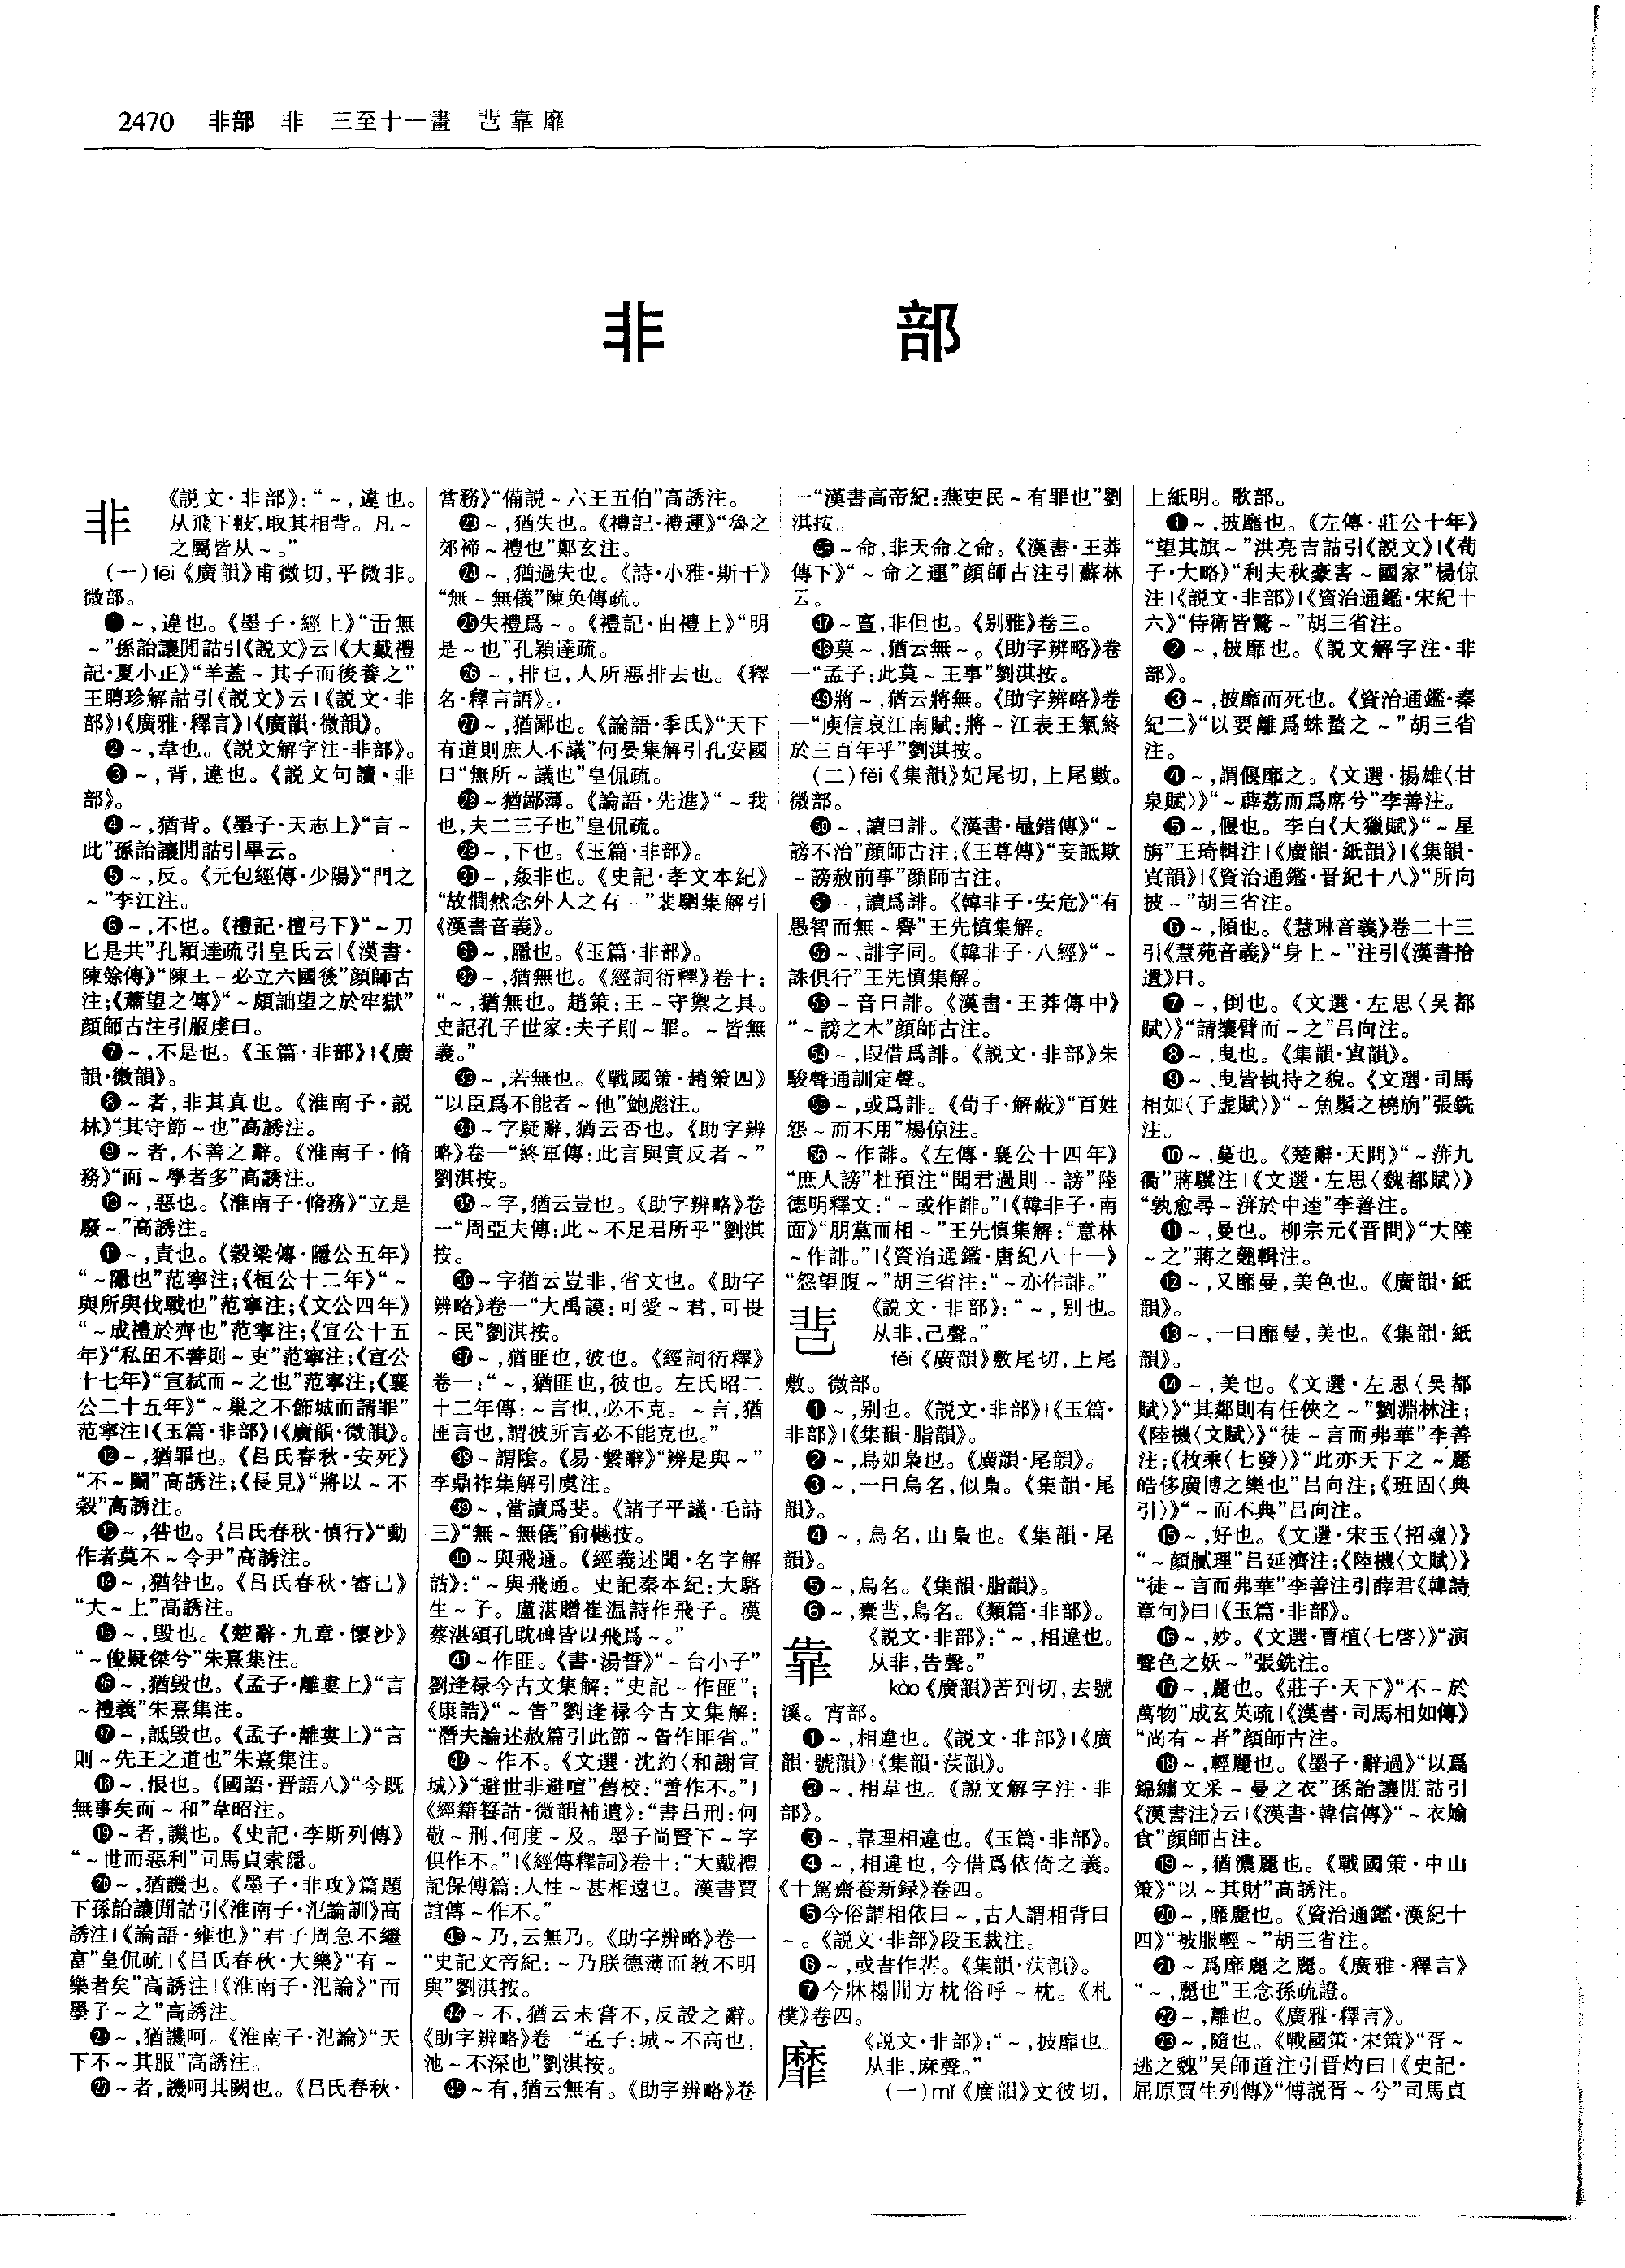 2470 非部 非 三至十一畫 㔗靠靡
非部
非
《説文·非部》：“～，違也。
从飛下翄，取其相背。凡～
之屬皆从～。”
(一)fēi《廣韻》甫微切，平微非。
微部。
❶～，違也。《墨子·經上》“缶無
～”孫詒讓閒詁引《説文》云|《大戴禮
記·夏小正》“羊蓋～其子而後養之”
王聘珍解詁引《説文》云|《説文·非
部》|《廣雅·釋言》|《廣韻·微韻》。
❷～，韋也。《説文解字注·非部》。
❸～，背，違也。《説文句讀·非
部》。
❹～，猶背。《墨子·天志上》“言～
此”孫詒讓閒詁引畢云。
❺～，反。《元包經傳·少陽》“門之
～”李江注。
❻～，不也。《禮記·檀弓下》“～刀
匕是共”孔穎達疏引皇氏云|《漢書·
陳餘傳》“陳王～必立六國後”顏師古
注；《蕭望之傳》“～頗詘望之於牢獄”
顏師古注引服虔曰。
❼～，不是也。《玉篇·非部》|《廣
韻·微韻》。
❽～者，非其真也。《淮南子·説
林》“其守節～也”高誘注。
❾～者，不善之辭。《淮南子·脩
務》“而～學者多”高誘注。
❿～，惡也。《淮南子·脩務》“立是
廢～”高誘注。
⓫～，責也。《穀梁傳·隱公五年》
“～隱也”范寧注；《桓公十二年》“～
與所與伐戰也”范寧注；《文公四年》
“～成禮於齊也”范寧注；《宣公十五
年》“私田不善則～吏”范寧注；《宣公
十七年》“宣弑而～之也”范寧注；《襄
公二十五年》“～巢之不飾城而請罪”
范寧注|《玉篇·非部》|《廣韻·微韻》。
⓬～，猶罪也。《呂氏春秋·安死》
“不～鬭”高誘注；《長見》“將以～不
穀”高誘注。
⓭～，咎也。《呂氏春秋·慎行》“動
作者莫不～令尹”高誘注。
⓮～，猶咎也。《呂氏春秋·審己》
“大～上”高誘注。
⓯～，毁也。《楚辭·九章·懷沙》
“～俊疑傑兮”朱熹集注。
⓰～，猶毁也。《孟子·離婁上》“言
～禮義”朱熹集注。
⓱～，詆毁也。《孟子·離婁上》“言
則～先王之道也”朱熹集注。
⓲～，恨也。《國語·晉語八》“今既
無事矣而～和”韋昭注。
⓳～者，譏也。《史記·李斯列傳》
“～世而惡利”司馬貞索隱。
⓴～，猶譏也。《墨子·非攻》篇題
下孫詒讓閒詁引《淮南子·氾論訓》高
誘注|《論語·雍也》“君子周急不繼
富”皇侃疏|《呂氏春秋·大樂》“有～
樂者矣”高誘注|《淮南子·氾論》“而
墨子～之”高誘注。
㉑～，猶譏呵。《淮南子·氾論》“天
下不～其服”高誘注。
㉒～者，譏呵其闕也。《呂氏春秋·
當務》“備説～六王五伯”高誘注。
㉓～，猶失也。《禮記·禮運》“魯之
郊禘～禮也”鄭玄注。
㉔～，猶過失也。《詩·小雅·斯干》
“無～無儀”陳奐傳疏。
㉕失禮爲～。《禮記·曲禮上》“明
是～也”孔穎達疏。
㉖～，排也，人所惡排去也。《釋
名·釋言語》。
㉗～，猶鄙也。《論語·季氏》“天下
有道則庶人不議”何晏集解引孔安國
曰“無所～議也”皇侃疏。
㉘～猶鄙薄。《論語·先進》“～我
也，夫二三子也”皇侃疏。
㉙～，下也。《玉篇·非部》。
㉚～，姦非也。《史記·孝文本紀》
“故憪然念外人之有～”裴駰集解引
《漢書音義》。
㉛～，隱也。《玉篇·非部》。
㉜～，猶無也。《經詞衍釋》卷十：
“～，猶無也。趙策：王～守禦之具。
史記孔子世家：夫子則～罪。～皆無
義。”
㉝～，若無也。《戰國策·趙策四》
“以臣爲不能者～他”鮑彪注。
㉞～字疑辭，猶云否也。《助字辨
略》卷一“終軍傳：此言與實反者～”
劉淇按。
㉟～字，猶云豈也。《助字辨略》卷
一“周亞夫傳：此～不足君所乎”劉淇
按。
㊱～字猶云豈非，省文也。《助字
辨略》卷一“大禹謨：可愛～君，可畏
～民”劉淇按。
㊲～，猶匪也，彼也。《經詞衍釋》
卷一：“～，猶匪也，彼也。左氏昭二
十二年傳：～言也，必不克。～言，猶
匪言也，謂彼所言必不能克也。”
㊳～謂陰。《易·繫辭》“辨是與～”
李鼎祚集解引虞注。
㊴～，當讀爲斐。《諸子平議·毛詩
三》“無～無儀”俞樾按。
㊵～與飛通。《經義述聞·名字解
詁》：“～與飛通。史記秦本紀：大駱
生～子。盧湛贈崔温詩作飛子。漢
蔡湛頌孔耽碑皆以飛爲～。”
㊶～作匪。《書·湯誓》“～台小子”
劉逢禄今古文集解：“史記～作匪”；
《康誥》“～眚”劉逢禄今古文集解：
“潛夫論述赦篇引此節～眚作匪省。”
㊷～作不。《文選·沈約〈和謝宣
城〉》“避世非避喧”舊校：“善作不。”|
《經籍籑詁·微韻補遺》：“書吕刑：何
敬～刑，何度～及。墨子尚賢下～字
俱作不。”|《經傳釋詞》卷十：“大戴禮
記保傅篇：人性～甚相遠也。漢書賈
誼傳～作不。”
㊸～乃，云無乃。《助字辨略》卷一
“史記文帝紀：～乃朕德薄而教不明
與”劉淇按。
㊹～不，猶云未嘗不，反設之辭。
《助字辨略》卷 “孟子：城～不高也，
池～不深也”劉淇按。
㊺～有，猶云無有。《助字辨略》卷
一“漢書高帝紀：燕吏民～有罪也”劉
淇按。
㊻～命，非天命之命。《漢書·王莽
傳下》“～命之運”顏師古注引蘇林
云。
㊼～亶，非但也。《别雅》卷三。
㊽莫～，猶云無～。《助字辨略》卷
一“孟子：此莫～王事”劉淇按。
㊾將～，猶云將無。《助字辨略》卷
一“庾信哀江南賦：將～江表王氣終
於三百年乎”劉淇按。
(二)fěi《集韻》妃尾切，上尾敷。
微部。
㊿～，讀曰誹。《漢書·鼂錯傳》“～
謗不治”顏師古注；《王尊傳》“妄詆欺
～謗赦前事”顏師古注。
51～，讀爲誹。《韓非子·安危》“有
愚智而無～譽”王先慎集解。
52～、誹字同。《韓非子·八經》“～
誅俱行”王先慎集解。
53～音曰誹。《漢書·王莽傳中》
“～謗之木”顏師古注。
54～，叚借爲誹。《説文·非部》朱
駿聲通訓定聲。
55～，或爲誹。《荀子·解蔽》“百姓
怨～而不用”楊倞注。
56～作誹。《左傳·襄公十四年》
“庶人謗”杜預注“聞君過則～謗”陸
德明釋文：“～或作誹。”|《韓非子·南
面》“朋黨而相～”王先慎集解：“意林
～作誹。”|《資治通鑑·唐紀八十一》
“怨望腹～”胡三省注：“～亦作誹。”
㔗
《説文·非部》：“～，别也。
从非，己聲。”
fěi《廣韻》敷尾切，上尾
敷。微部。
❶～，别也。《説文·非部》|《玉篇·
非部》|《集韻·脂韻》。
❷～，鳥如梟也。《廣韻·尾韻》。
❸～，一曰鳥名，似梟。《集韻·尾
韻》。
❹～，鳥名，山梟也。《集韻·尾
韻》。
❺～，鳥名。《集韻·脂韻》。
❻～，橐㔗，鳥名。《類篇·非部》。
靠
《説文·非部》：“～，相違也。
从非，告聲。”
kào《廣韻》苦到切，去號
溪。宵部。
❶～，相違也。《説文·非部》|《廣
韻·號韻》|《集韻·𦭵韻》。
❷～，相韋也。《説文解字注·非
部》。
❸～，靠理相違也。《玉篇·非部》。
❹～，相違也，今借爲依倚之義。
《十駕齋養新録》卷四。
❺今俗謂相依曰～，古人謂相背曰
～。《説文·非部》段玉裁注。
❻～，或書作𤙺。《集韻·𦭵韻》。
❼今牀榻閒方枕俗呼～枕。《札
樸》卷四。
靡
《説文·非部》：“～，披靡也。
从非，麻聲。”
(一)mǐ《廣韻》文彼切，
上紙明。歌部。
❶～，披靡也。《左傳·莊公十年》
“望其旗～”洪亮吉詁引《説文》|《荀
子·大略》“利夫秋豪害～國家”楊倞
注|《説文·非部》|《資治通鑑·宋紀十
六》“侍衛皆驚～”胡三省注。
❷～，柀靡也。《説文解字注·非
部》。
❸～，披靡而死也。《資治通鑑·秦
紀二》“以要離爲蛛螫之～”胡三省
注。
❹～，謂偃靡之。《文選·揚雄〈甘
泉賦〉》“～薜荔而爲席兮”李善注。
❺～，偃也。李白《大獵賦》“～星
旃”王琦輯注|《廣韻·紙韻》|《集韻·
寘韻》|《資治通鑑·晉紀十八》“所向
披～”胡三省注。
❻～，傾也。《慧琳音義》卷二十三
引《慧苑音義》“身上～”注引《漢書拾
遺》曰。
❼～，倒也。《文選·左思〈吴都
賦〉》“請攘臂而～之”吕向注。
❽～，曳也。《集韻·寘韻》。
❾～、曳皆執持之貌。《文選·司馬
相如〈子虚賦〉》“～魚鬚之橈旃”張銑
注。
❿～，蔓也。《楚辭·天問》“～蓱九
衢”蔣驥注|《文選·左思〈魏都賦〉》
“孰愈尋～蓱於中逵”李善注。
⓫～，曼也。柳宗元《晉問》“大陸
～之”蔣之翹輯注。
⓬～，又靡曼，美色也。《廣韻·紙
韻》。
⓭～，一曰靡曼，美也。《集韻·紙
韻》。
⓮～，美也。《文選·左思〈吴都
賦〉》“其鄰則有任俠之～”劉淵林注；
《陸機〈文賦〉》“徒～言而弗華”李善
注；《枚乘〈七發〉》“此亦天下之～麗
皓侈廣博之樂也”吕向注；《班固〈典
引〉》“～而不典”吕向注。
⓯～，好也。《文選·宋玉〈招魂〉》
“～顏膩理”吕延濟注；《陸機〈文賦〉》
“徒～言而弗華”李善注引薛君《韓詩
章句》曰|《玉篇·非部》。
⓰～，妙。《文選·曹植〈七啓〉》“演
聲色之妖～”張銑注。
⓱～，麗也。《莊子·天下》“不～於
萬物”成玄英疏|《漢書·司馬相如傳》
“尚有～者”顏師古注。
⓲～，輕麗也。《墨子·辭過》“以爲
錦繡文采～曼之衣”孫詒讓閒詁引
《漢書注》云|《漢書·韓信傳》“～衣媮
食”顏師古注。
⓳～，猶濃麗也。《戰國策·中山
策》“以～其財”高誘注。
⓴～，靡麗也。《資治通鑑·漢紀十
四》“被服輕～”胡三省注。
㉑～爲靡麗之麗。《廣雅·釋言》
“～，麗也”王念孫疏證。
㉒～，離也。《廣雅·釋言》。
㉓～，隨也。《戰國策·宋策》“胥～
逃之魏”吴師道注引晋灼曰|《史記·
屈原賈生列傳》“傅説胥～兮”司馬貞